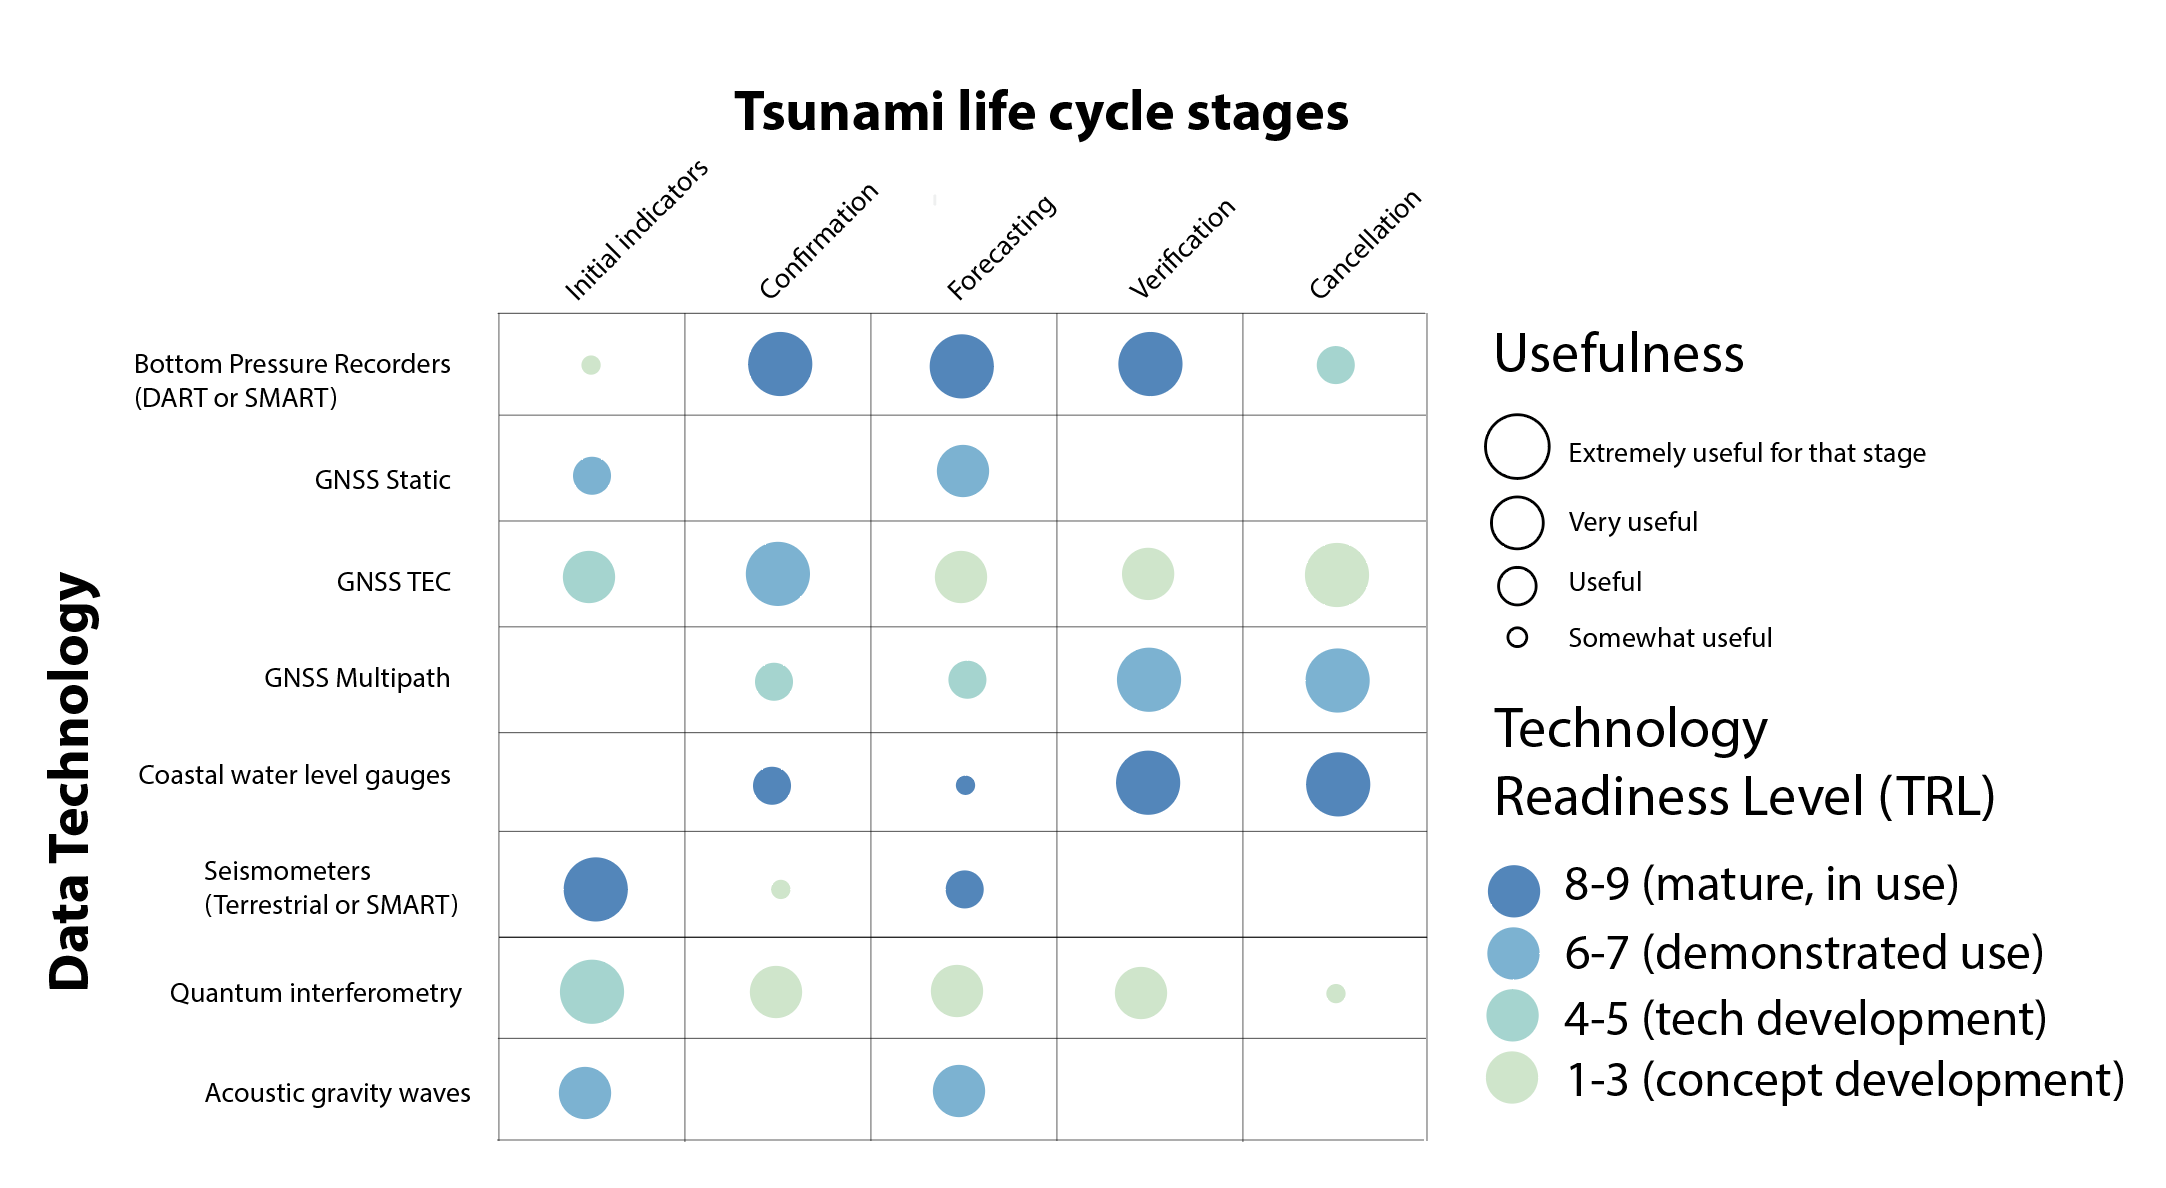 Tsunami life cycle stages
Initial indicators
Confirmation
Forecasting
Verification
Cancellation
Data Technology
Bottom Pressure Recorders
(DART or SMART)
GNSS Static
GNSS TEC
GNSS Multipath
Coastal water level gauges
Seismometers
(Terrestrial or SMART)
Quantum interferometry
Acoustic gravity waves
Usefulness
Extremely useful for that stage
Very useful
Useful
Somewhat useful
Technology
Readiness Level (TRL)
8-9 (mature, in use)
6-7 (demonstrated use)
4-5 (tech development)
1-3 (concept development)